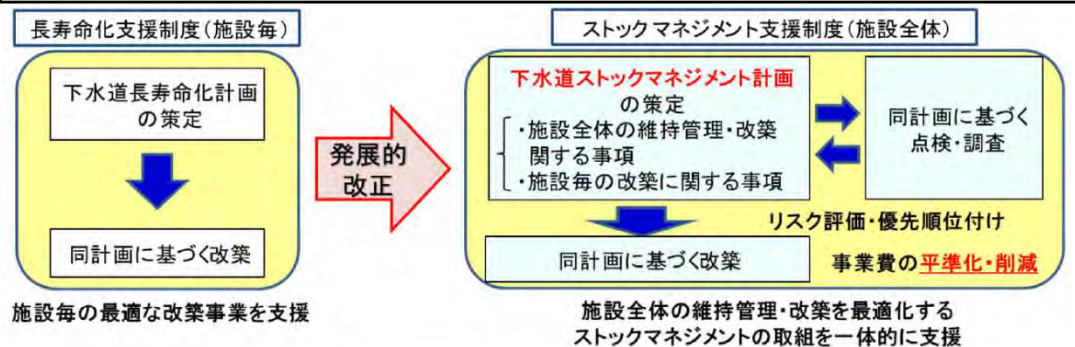 長寿命化支援制度(施設毎)
下水道長寿命化計画
の策定
同計画に基づく改築
施設毎の最適な改築事業を支援
発展的
改正
ストックマネジメント支援制度(施設全体)
下水道ストックマネジメント計画
の策定
・施設全体の維持管理・改築
関する事項
・施設毎の改築に関する事項
同計画に基づく
点検・調査
リスク評価・優先順位付け
同計画に基づく改築
事業費の平準化・削減
施設全体の維持管理・改築を最適化する
ストックマネジメントの取組を一体的に支援